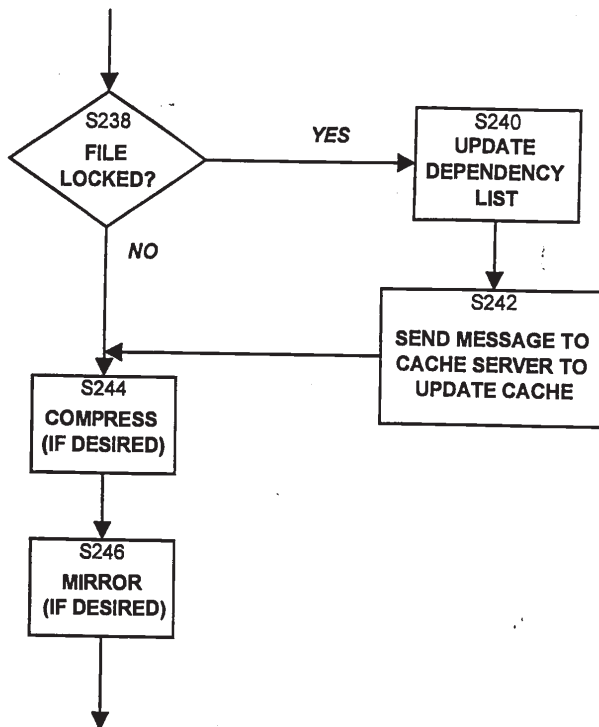 S238
FILE
LOCKED?
YES
S240
UPDATE
DEPENDENCY
LIST
NO
S242
SEND MESSAGE TO
CACHE SERVER TO
UPDATE CACHE
S244
COMPRESS
(IF DESIRED)
S246
MIRROR
(IF DESIRED)